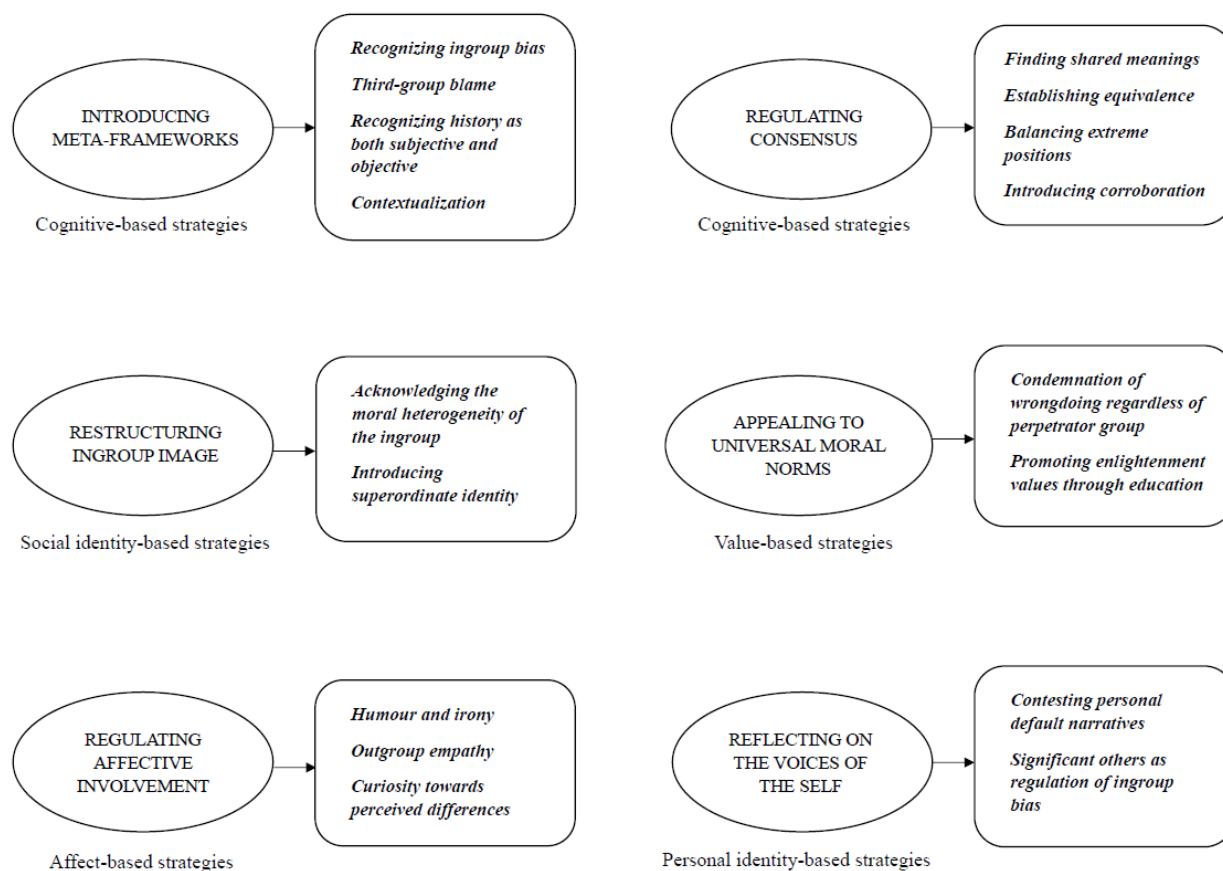 INTRODUCING
META-FRAMEWORKS
Cognitive-based strategies
Recognizing ingroup bias
Third-group blame
Recognizing history as
both subjective and
objective
Contextualization
REGULATING
CONSENSUS
Cognitive-based strategies
Finding shared meanings
Establishing equivalence
Balancing extreme
positions
Introducing corroboration
RESTRUCTURING
INGROUP IMAGE
Social identity-based strategies
Acknowledging the
moral heterogeneity of
the ingroup
Introducing
superordinate identity
APPEALING TO
UNIVERSAL MORAL
NORMS
Value-based strategies
Condemnation of
wrongdoing regardless of
perpetrator group
Promoting enlightenment
values through education
REGULATING
AFFECTIVE
INVOLVEMENT
Affect-based strategies
Humour and irony
Outgroup empathy
Curiosity towards
perceived differences
REFLECTING ON
THE VOICES OF
THE SELF
Personal identity-based strategies
Contesting personal
default narratives
Significant others as
regulation of ingroup
bias